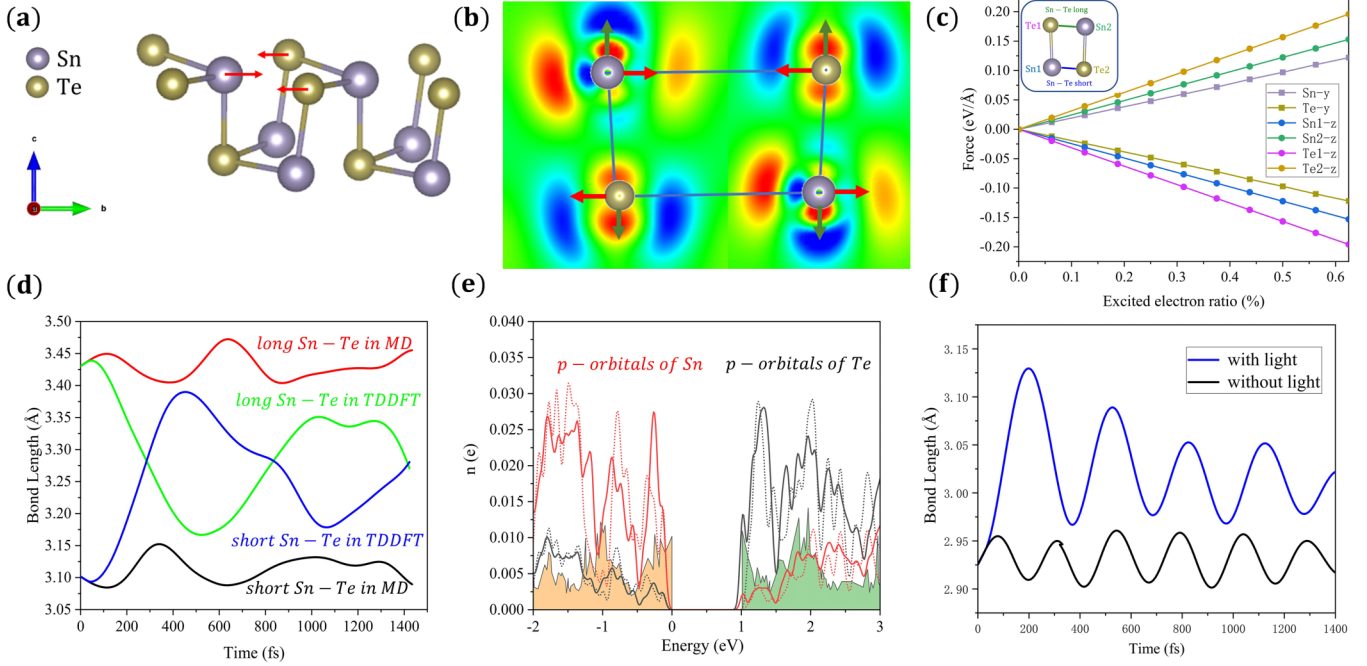 (a)
Sn
Te
c
b
(b)
(c)
0.20
0.15
0.10
0.05
0.00
-0.05
-0.10
-0.15
-0.20
Force (eV/Å)
Sn－Te long
Te1
Sn2
Sn1
Te2
Sn－Te short
Sn-y
Te-y
Sn1-z
Sn2-z
Te1-z
Te2-z
0.0 0.1 0.2 0.3 0.4 0.5 0.6
Excited electron ratio (%)
(d)
3.50
3.45
3.40
3.35
3.30
3.25
3.20
3.15
3.10
3.05
Bond Length (Å)
long Sn − Te in MD
long Sn − Te in TDDFT
short Sn − Te in TDDFT
short Sn − Te in MD
0 200 400 600 800 1000 1200 1400
Time (fs)
(e)
0.040
0.035
0.030
0.025
0.020
0.015
0.010
0.005
0.000
n (e)
p − orbitals of Sn
p − orbitals of Te
-2 -1 0 1 2 3
Energy (eV)
(f)
3.15
3.10
3.05
3.00
2.95
2.90
Bond Length (Å)
with light
without light
0 200 400 600 800 1000 1200 1400
Time (fs)